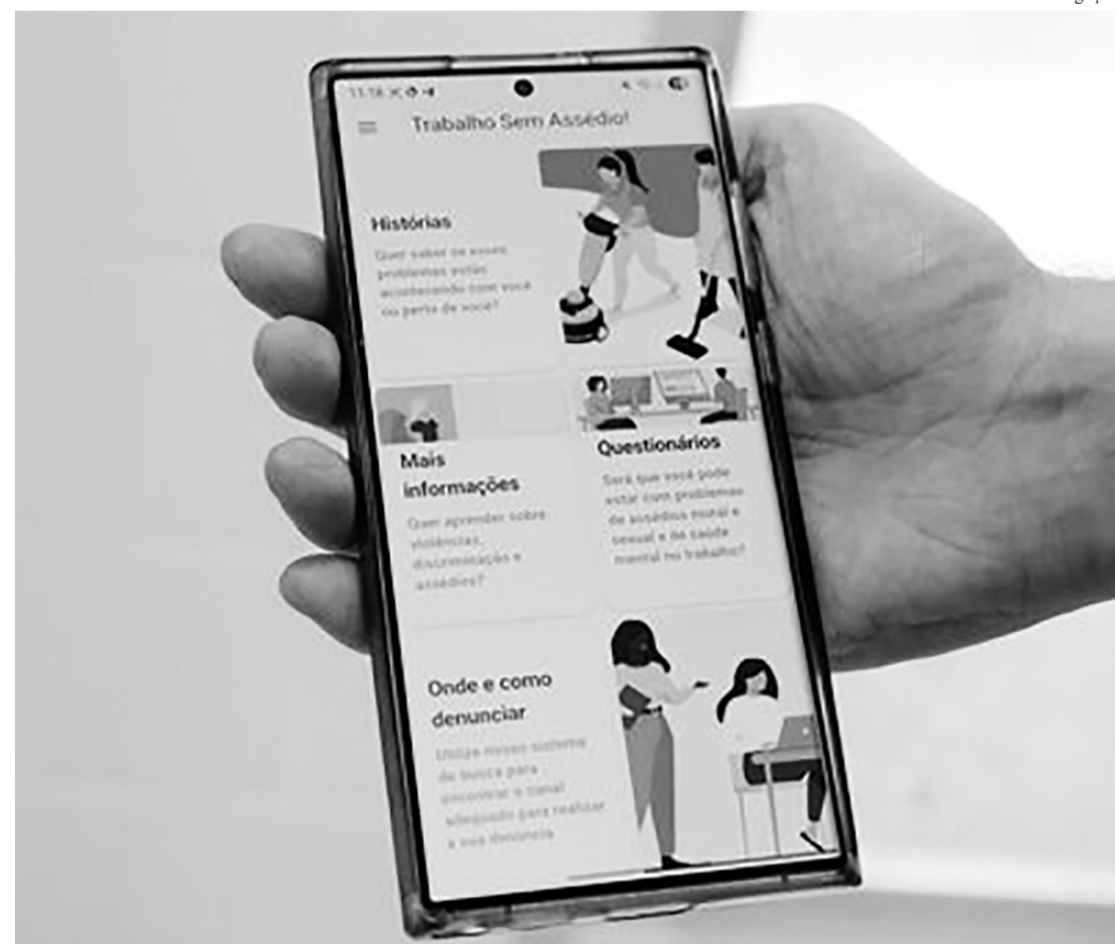 11:16
Trabalho Sem Assédio!
Histórias
Quer saber se esses
problemas estão
acontecendo com você
ou perto de você?
Mais
informações
Quer aprender sobre
violências,
discriminação e
assédios?
Questionários
Será que você pode
estar com problemas
de assédios moral e
sexual e de saúde
mental no trabalho?
Onde e como
denunciar
Utilize nosso sistema
de busca para
encontrar o canal
adequado para realizar
a sua denúncia